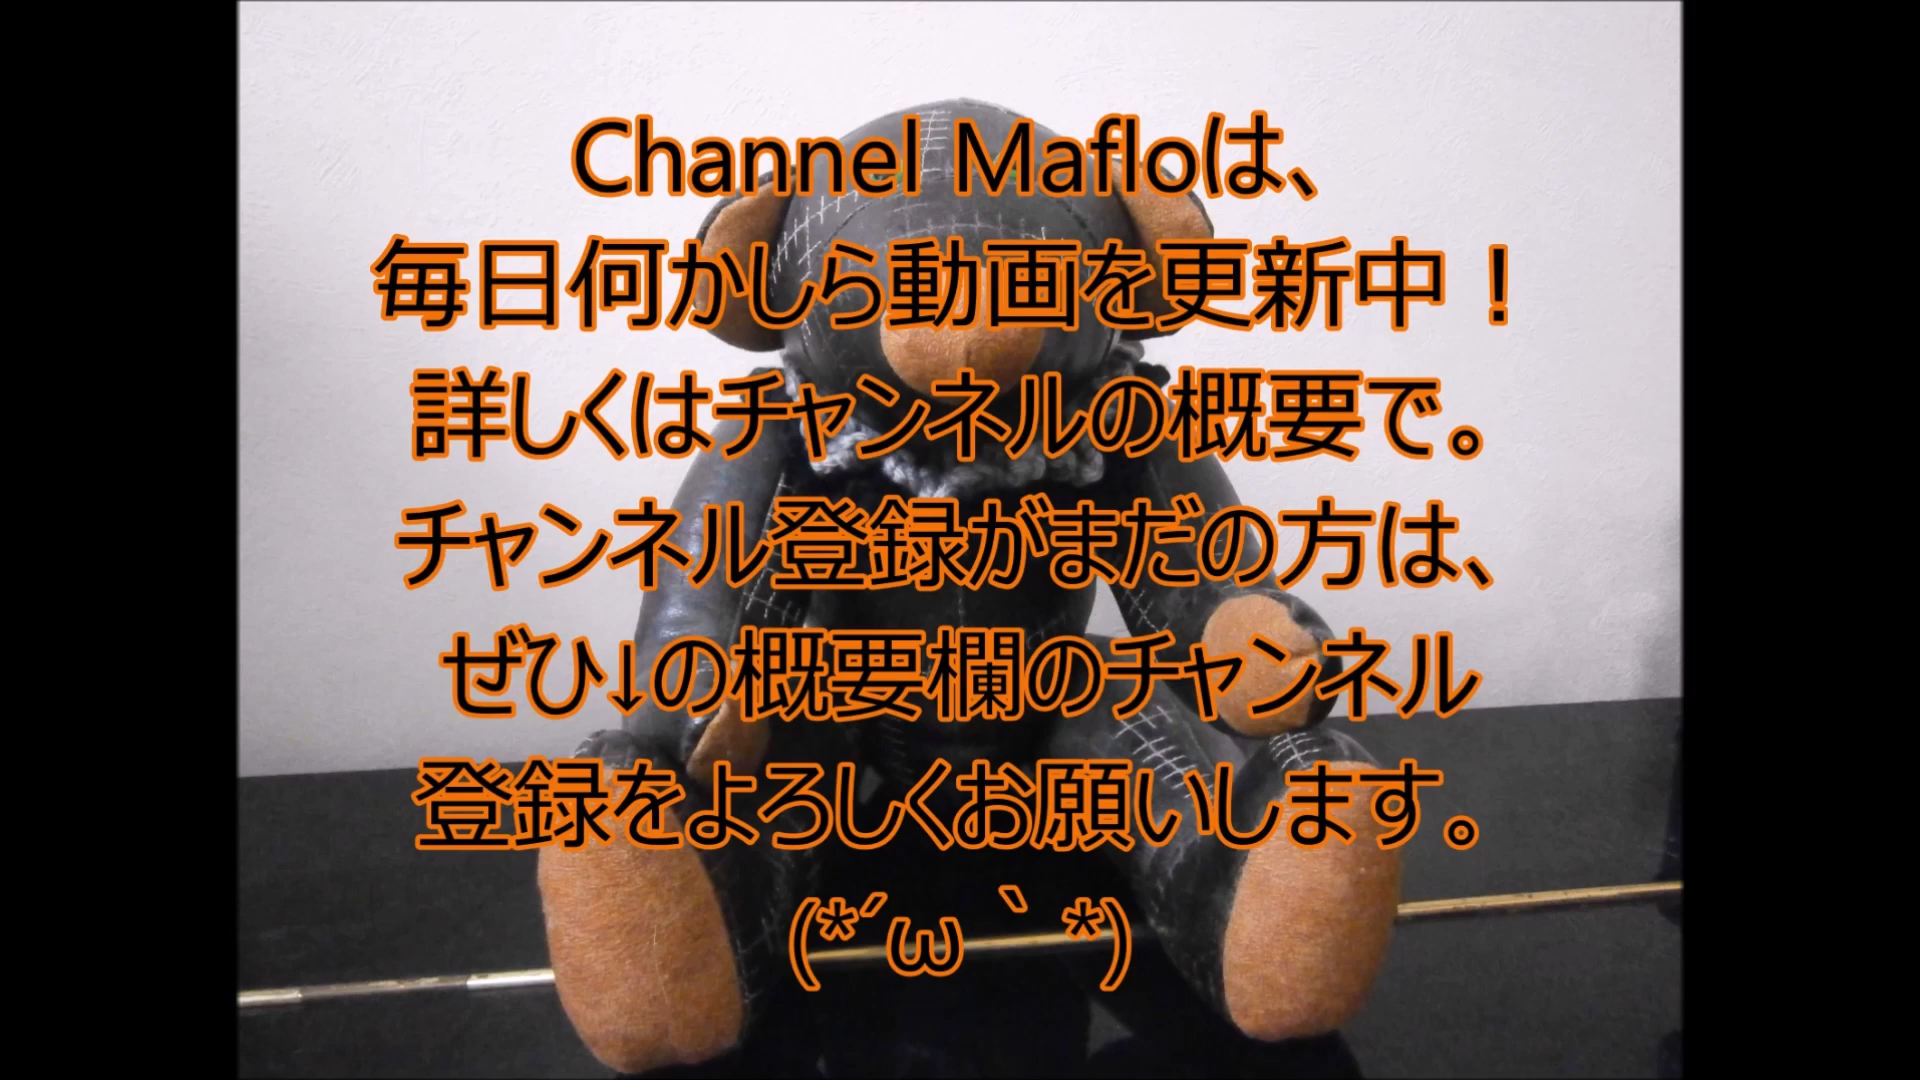 Channel Mafloは、
毎日何かしら動画を更新中！
詳しくはチャンネルの概要で。
チャンネル登録がまだの方は、
ぜひ↓の概要欄のチャンネル
登録をよろしくお願いします。
(*´ω｀*)